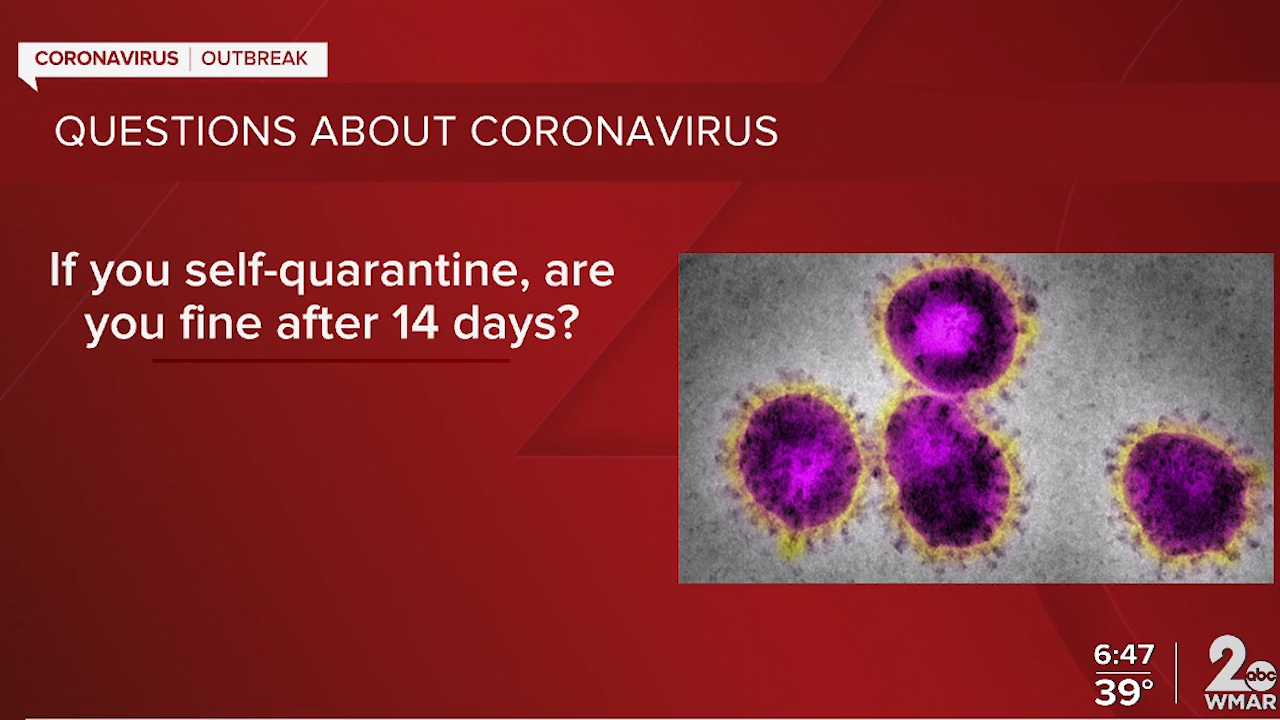 CORONAVIRUS | OUTBREAK
QUESTIONS ABOUT CORONAVIRUS
If you self-quarantine, are
you fine after 14 days?
6:47
39°
2
abc
WMAR